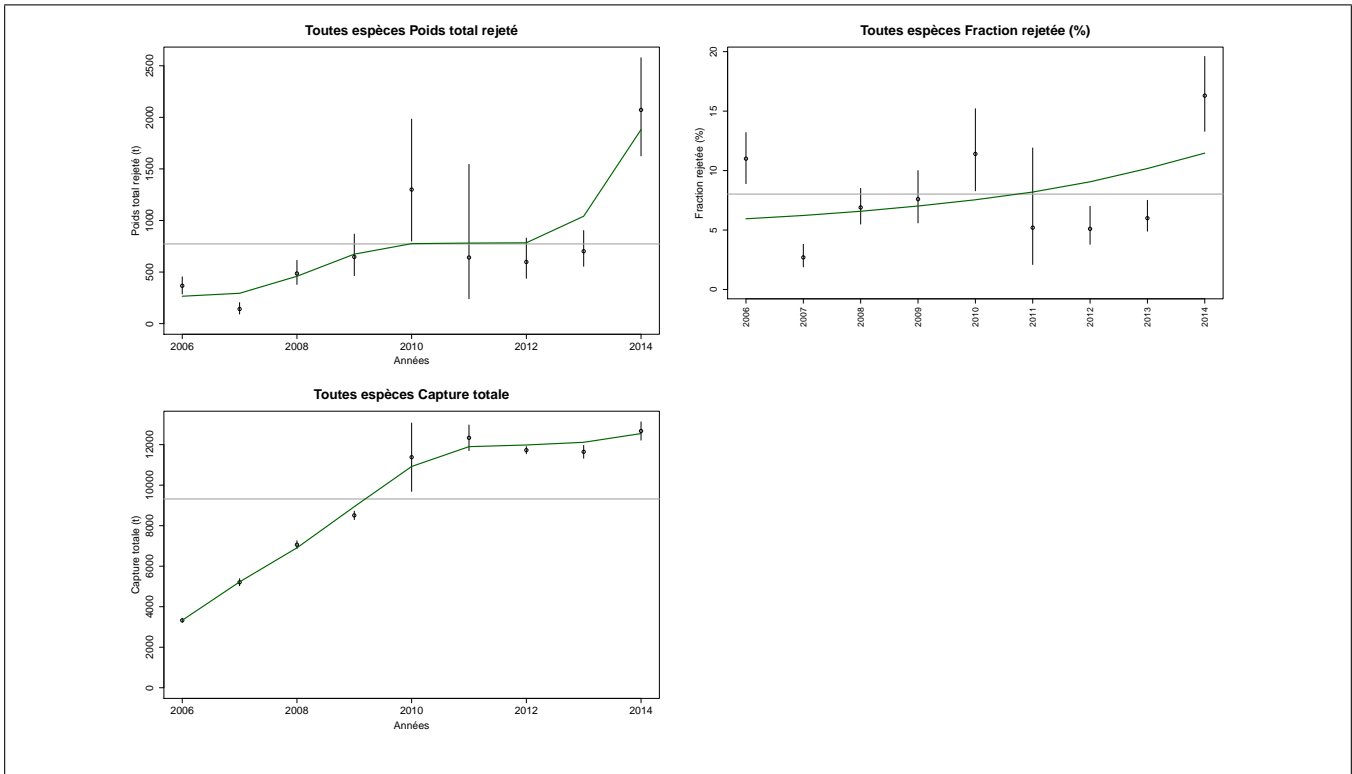 Toutes espèces Poids total rejeté
Poids total rejeté (t)
2500
2000
1500
1000
500
0
2006 2008 2010 2012 2014
Années
Toutes espèces Fraction rejetée (%)
Fraction rejetée (%)
20
15
10
5
0
2006 2007 2008 2009 2010 2011 2012 2013 2014
Toutes espèces Capture totale
Capture totale (t)
12000
10000
8000
6000
4000
2000
0
2006 2008 2010 2012 2014
Années